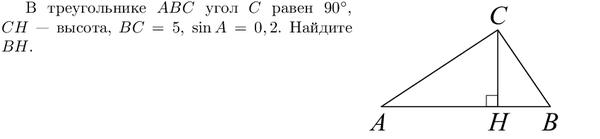 В треугольнике ABC угол C равен 90°,
CH — высота, BC = 5, sin A = 0,2. Найдите
BH.
C
A
H
B